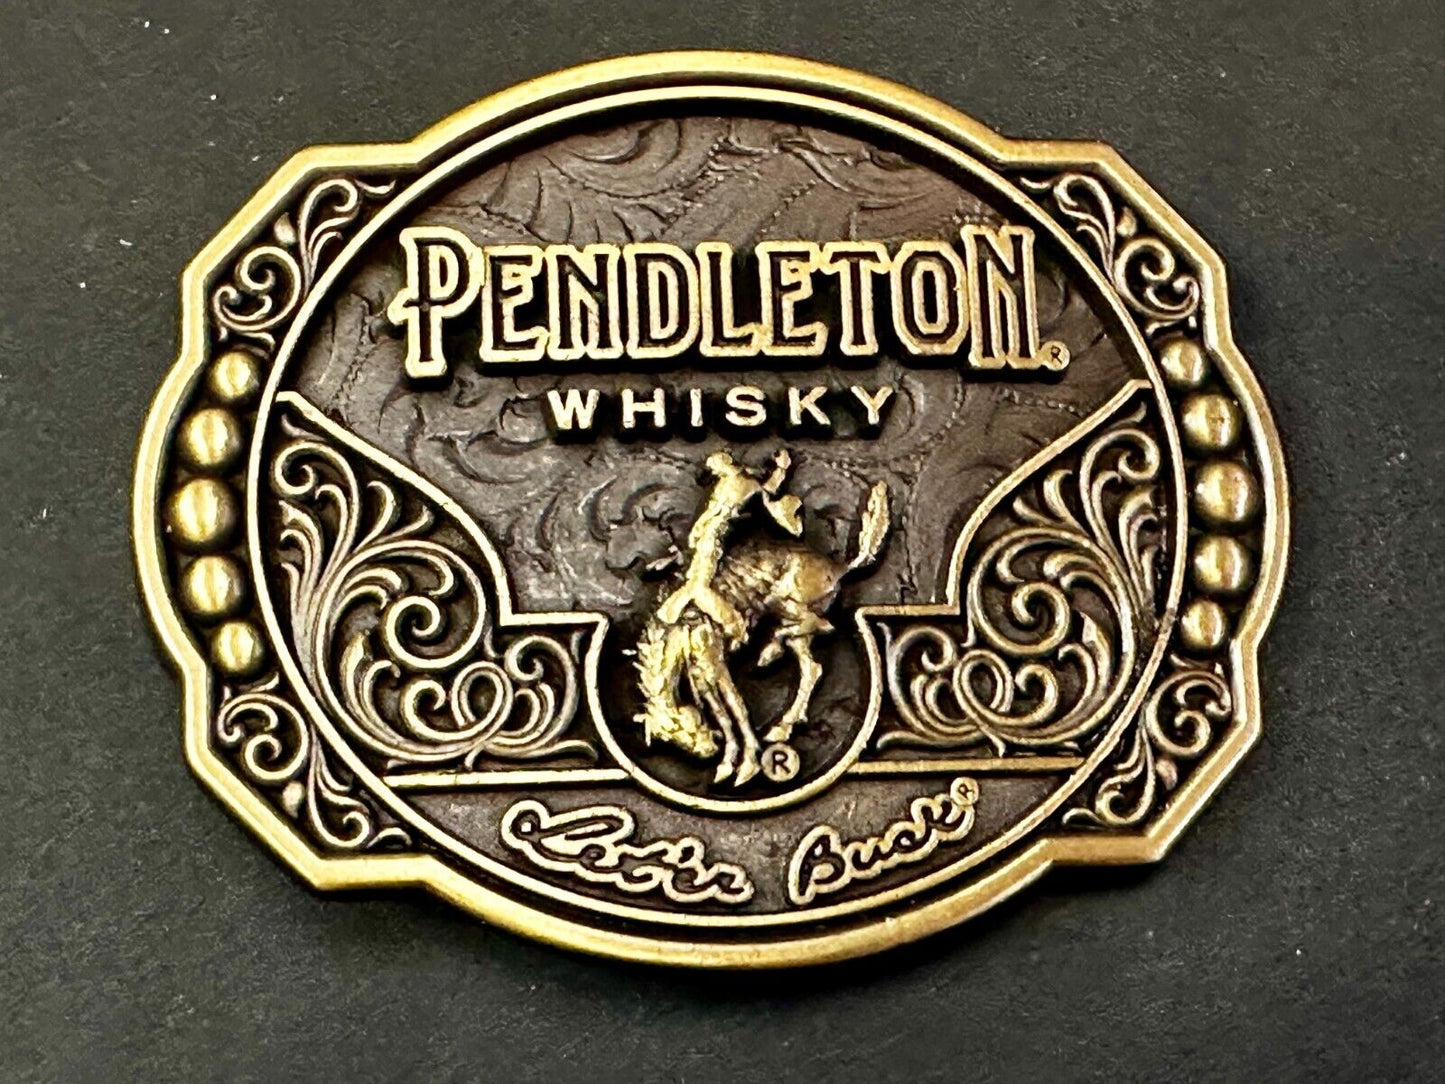 PENDLETON®
WHISKY
®
Let'er Buck®